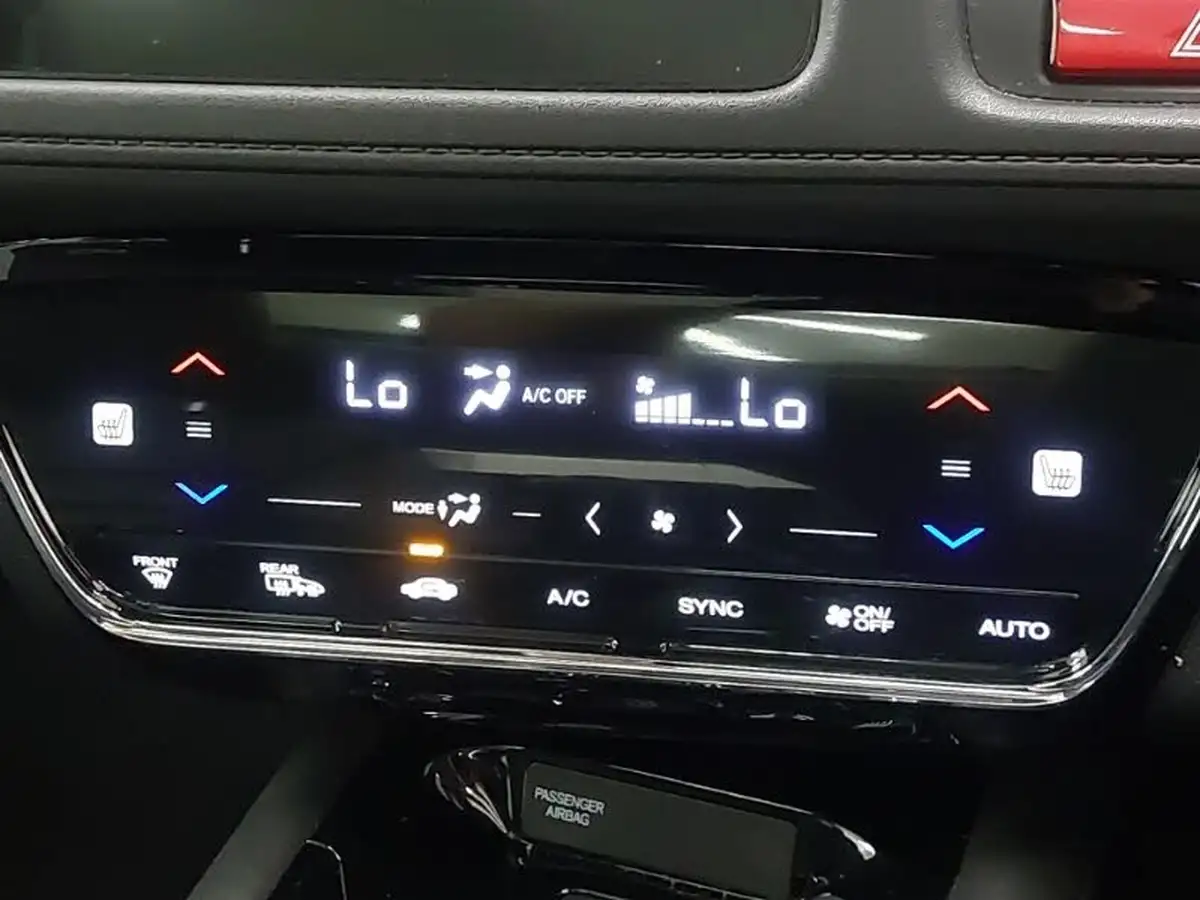 Lo A/C OFF Lo
MODE
FRONT
REAR
A/C
SYNC
ON/
OFF
AUTO
PASSENGER
AIRBAG